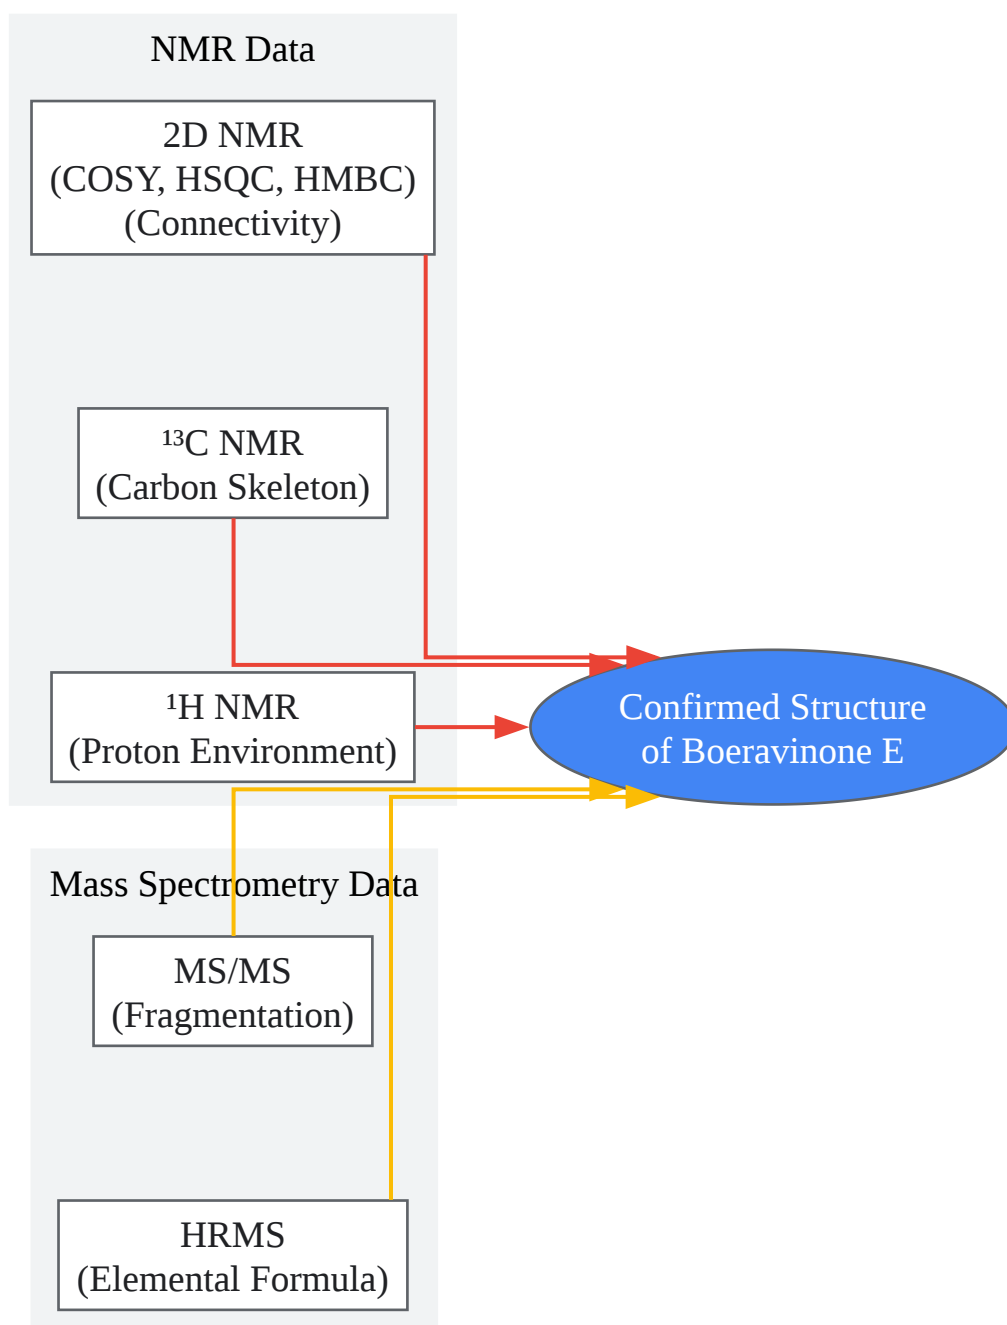 NMR Data
2D NMR
(COSY, HSQC, HMBC)
(Connectivity)
¹³C NMR
(Carbon Skeleton)
¹H NMR
(Proton Environment)
Confirmed Structure
of Boeravinone E
Mass Spectrometry Data
MS/MS
(Fragmentation)
HRMS
(Elemental Formula)